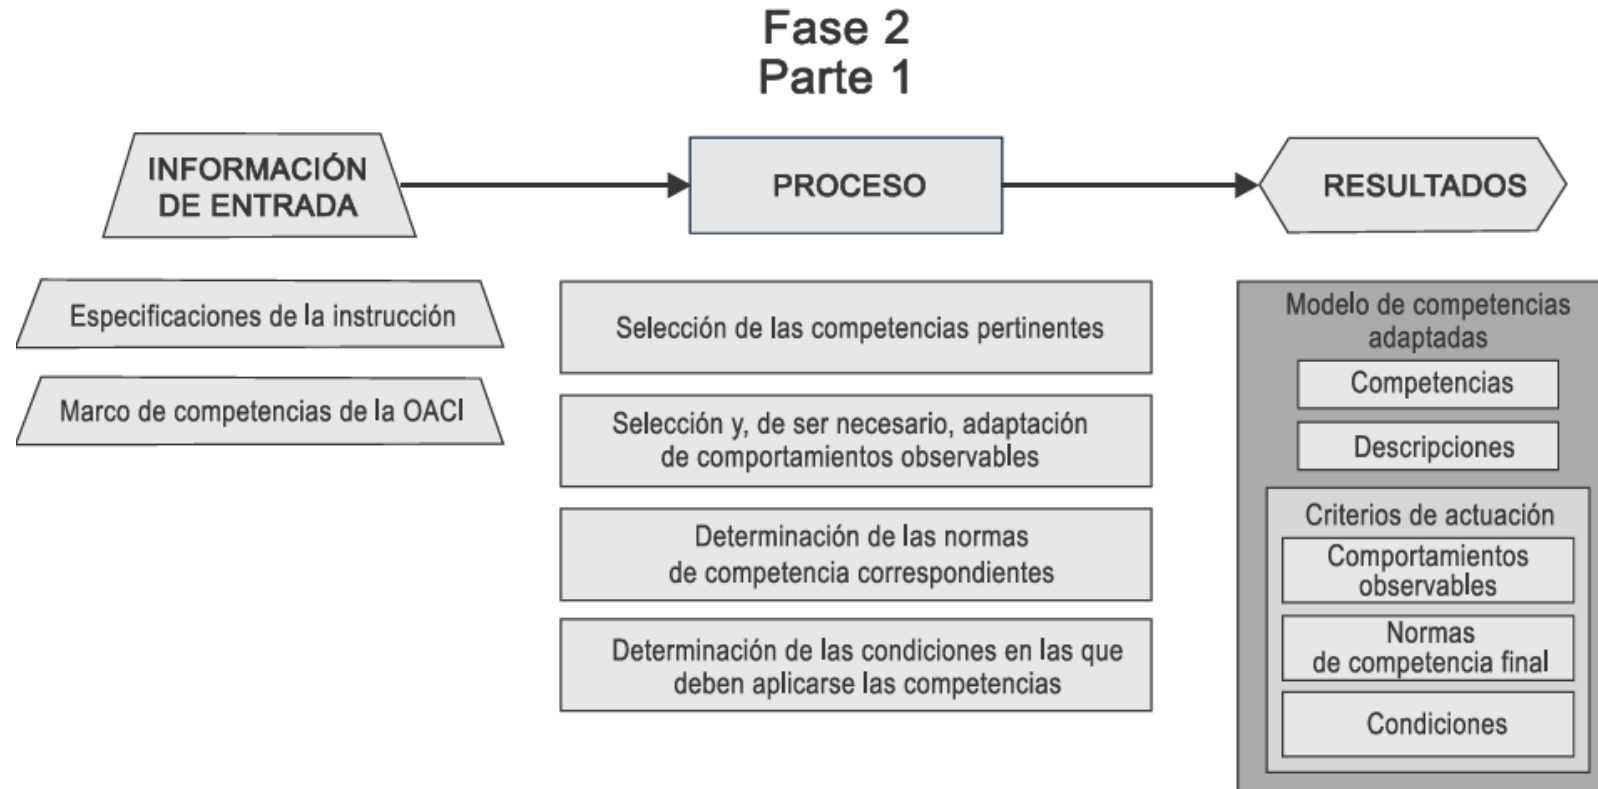 Fase 2
Parte 1
INFORMACIÓN
DE ENTRADA
PROCESO
RESULTADOS
Especificaciones de la instrucción
Marco de competencias de la OACI
Selección de las competencias pertinentes
Selección y, de ser necesario, adaptación
de comportamientos observables
Determinación de las normas
de competencia correspondientes
Determinación de las condiciones en las que
deben aplicarse las competencias
Modelo de competencias
adaptadas
Competencias
Descripciones
Criterios de actuación
Comportamientos
observables
Normas
de competencia final
Condiciones